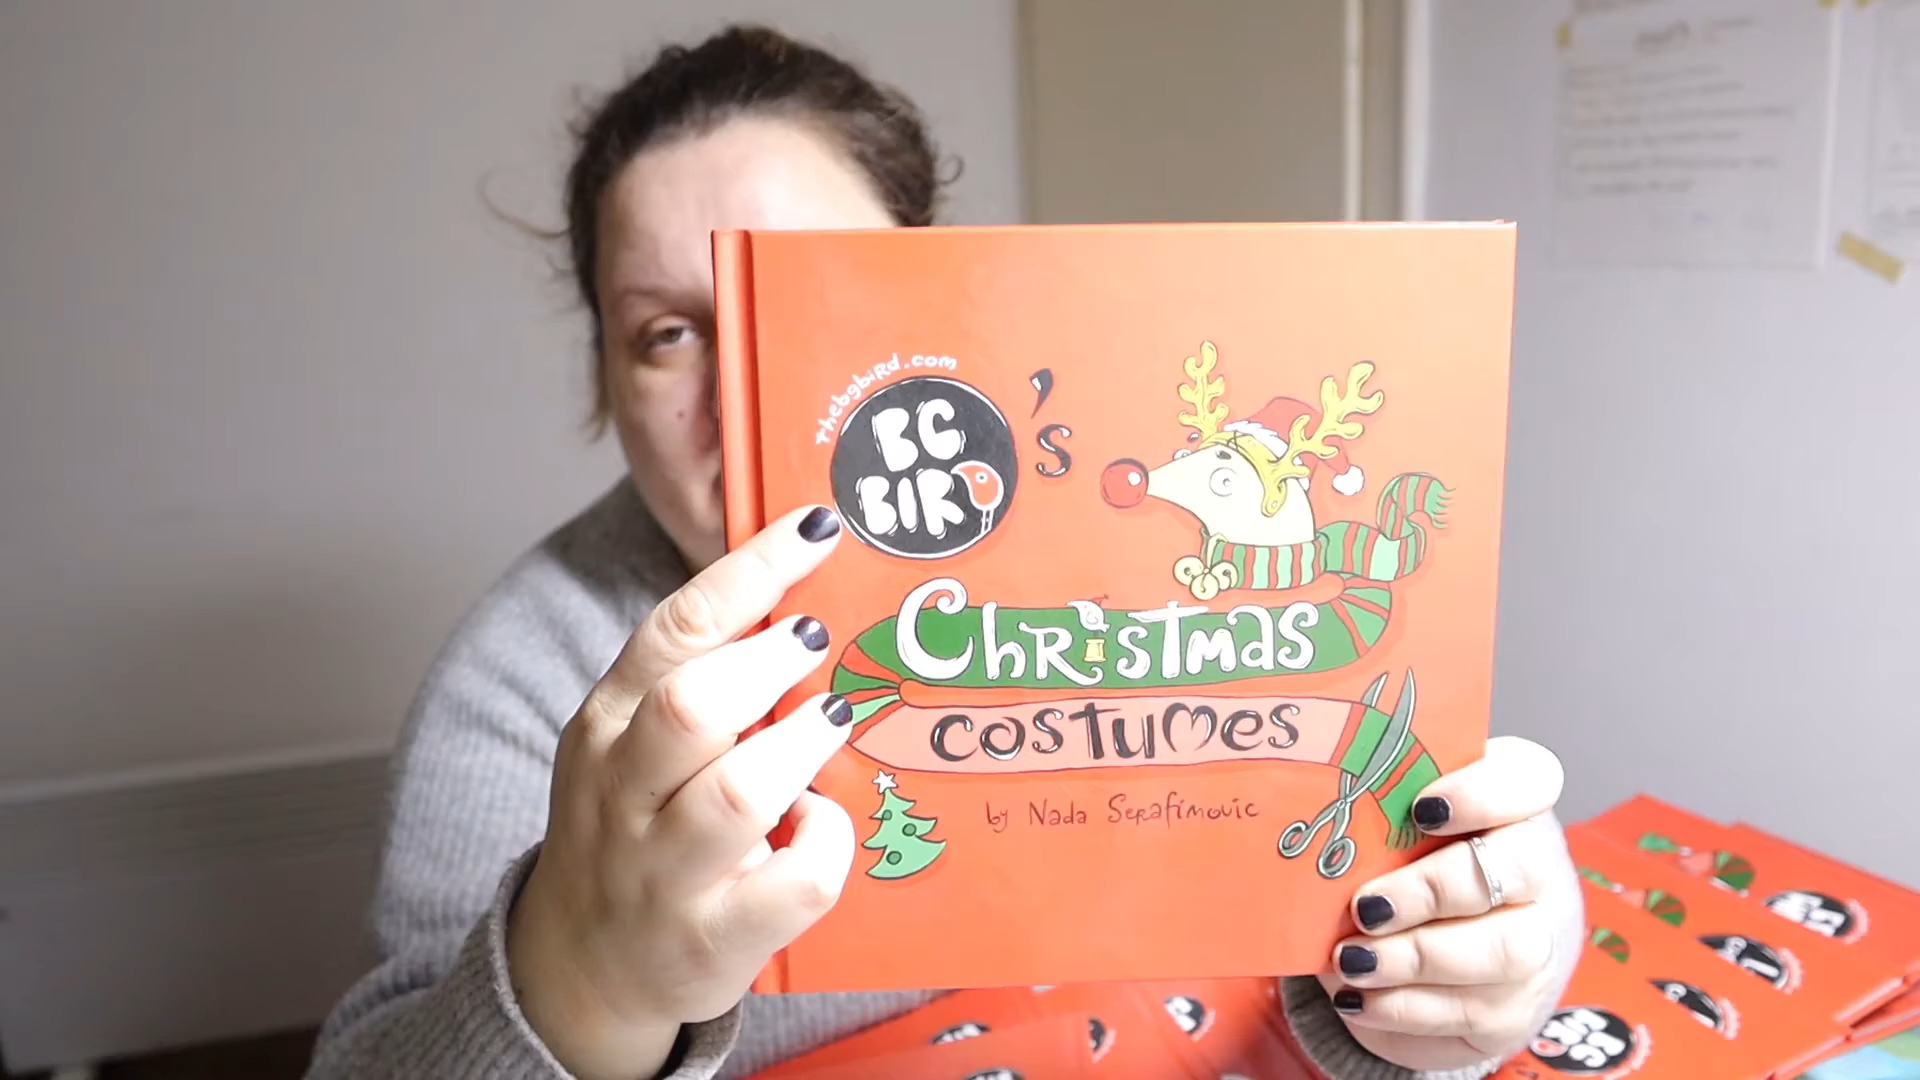 thebgbird.com
BG
BIRD
's
Christmas
costumes
by Nada Serafimovic